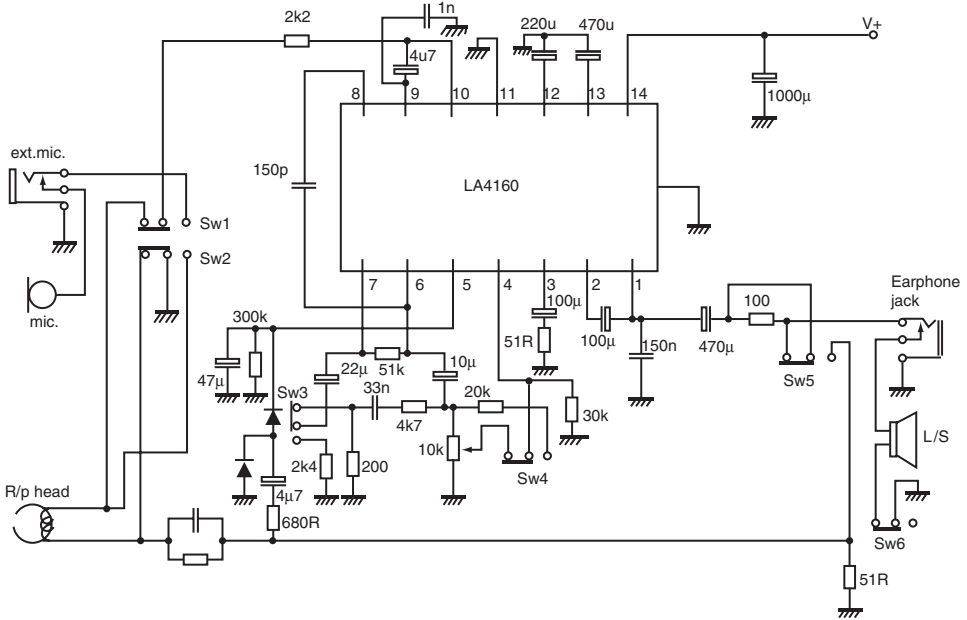 1n
2k2
220u
470u
V+
4u7
1000µ
8
9
10
11
12
13
14
ext.mic.
150p
LA4160
Sw1
Sw2
mic.
7
6
5
4
3
2
1
Earphone
jack
300k
100µ
100
51R
100µ
150n
470µ
47µ
22µ
51k
10µ
Sw5
Sw3
33n
20k
30k
4k7
10k
L/S
2k4
200
Sw4
R/p head
4µ7
680R
Sw6
51R